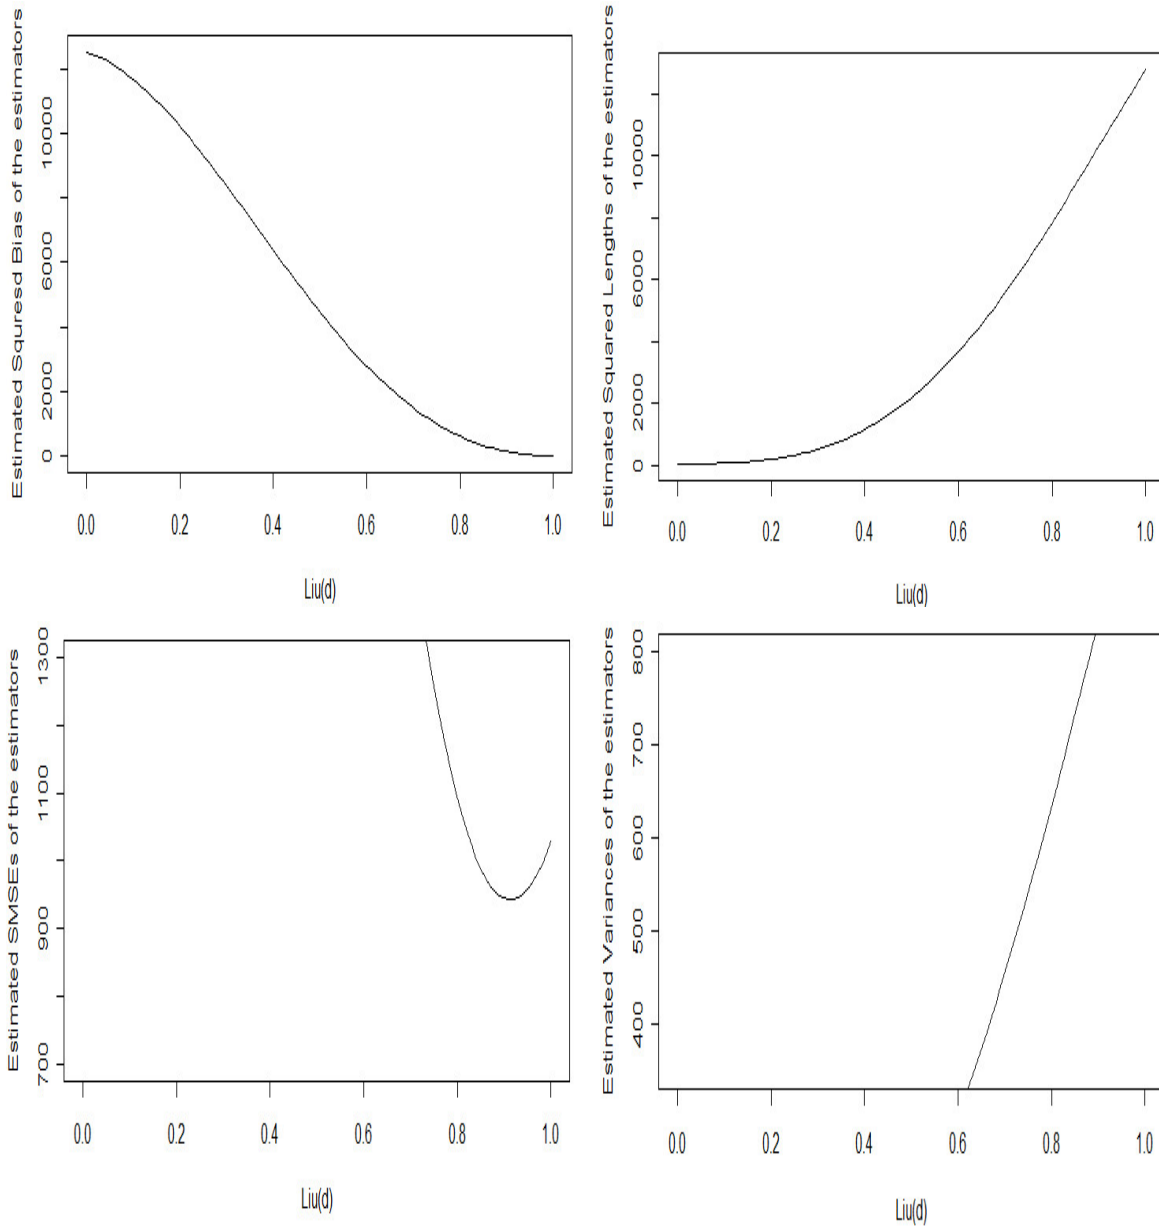 Estimated Squresd Bias of the estimators
0
2000
6000
10000
0.0 0.2 0.4 0.6 0.8 1.0
Liu(d)
Estimated Squared Lengths of the estimators
0
2000
6000
10000
0.0 0.2 0.4 0.6 0.8 1.0
Liu(d)
Estimated SMSEs of the estimators
700
900
1100
1300
0.0 0.2 0.4 0.6 0.8 1.0
Liu(d)
Estimated Variances of the estimators
400
500
600
700
800
0.0 0.2 0.4 0.6 0.8 1.0
Liu(d)